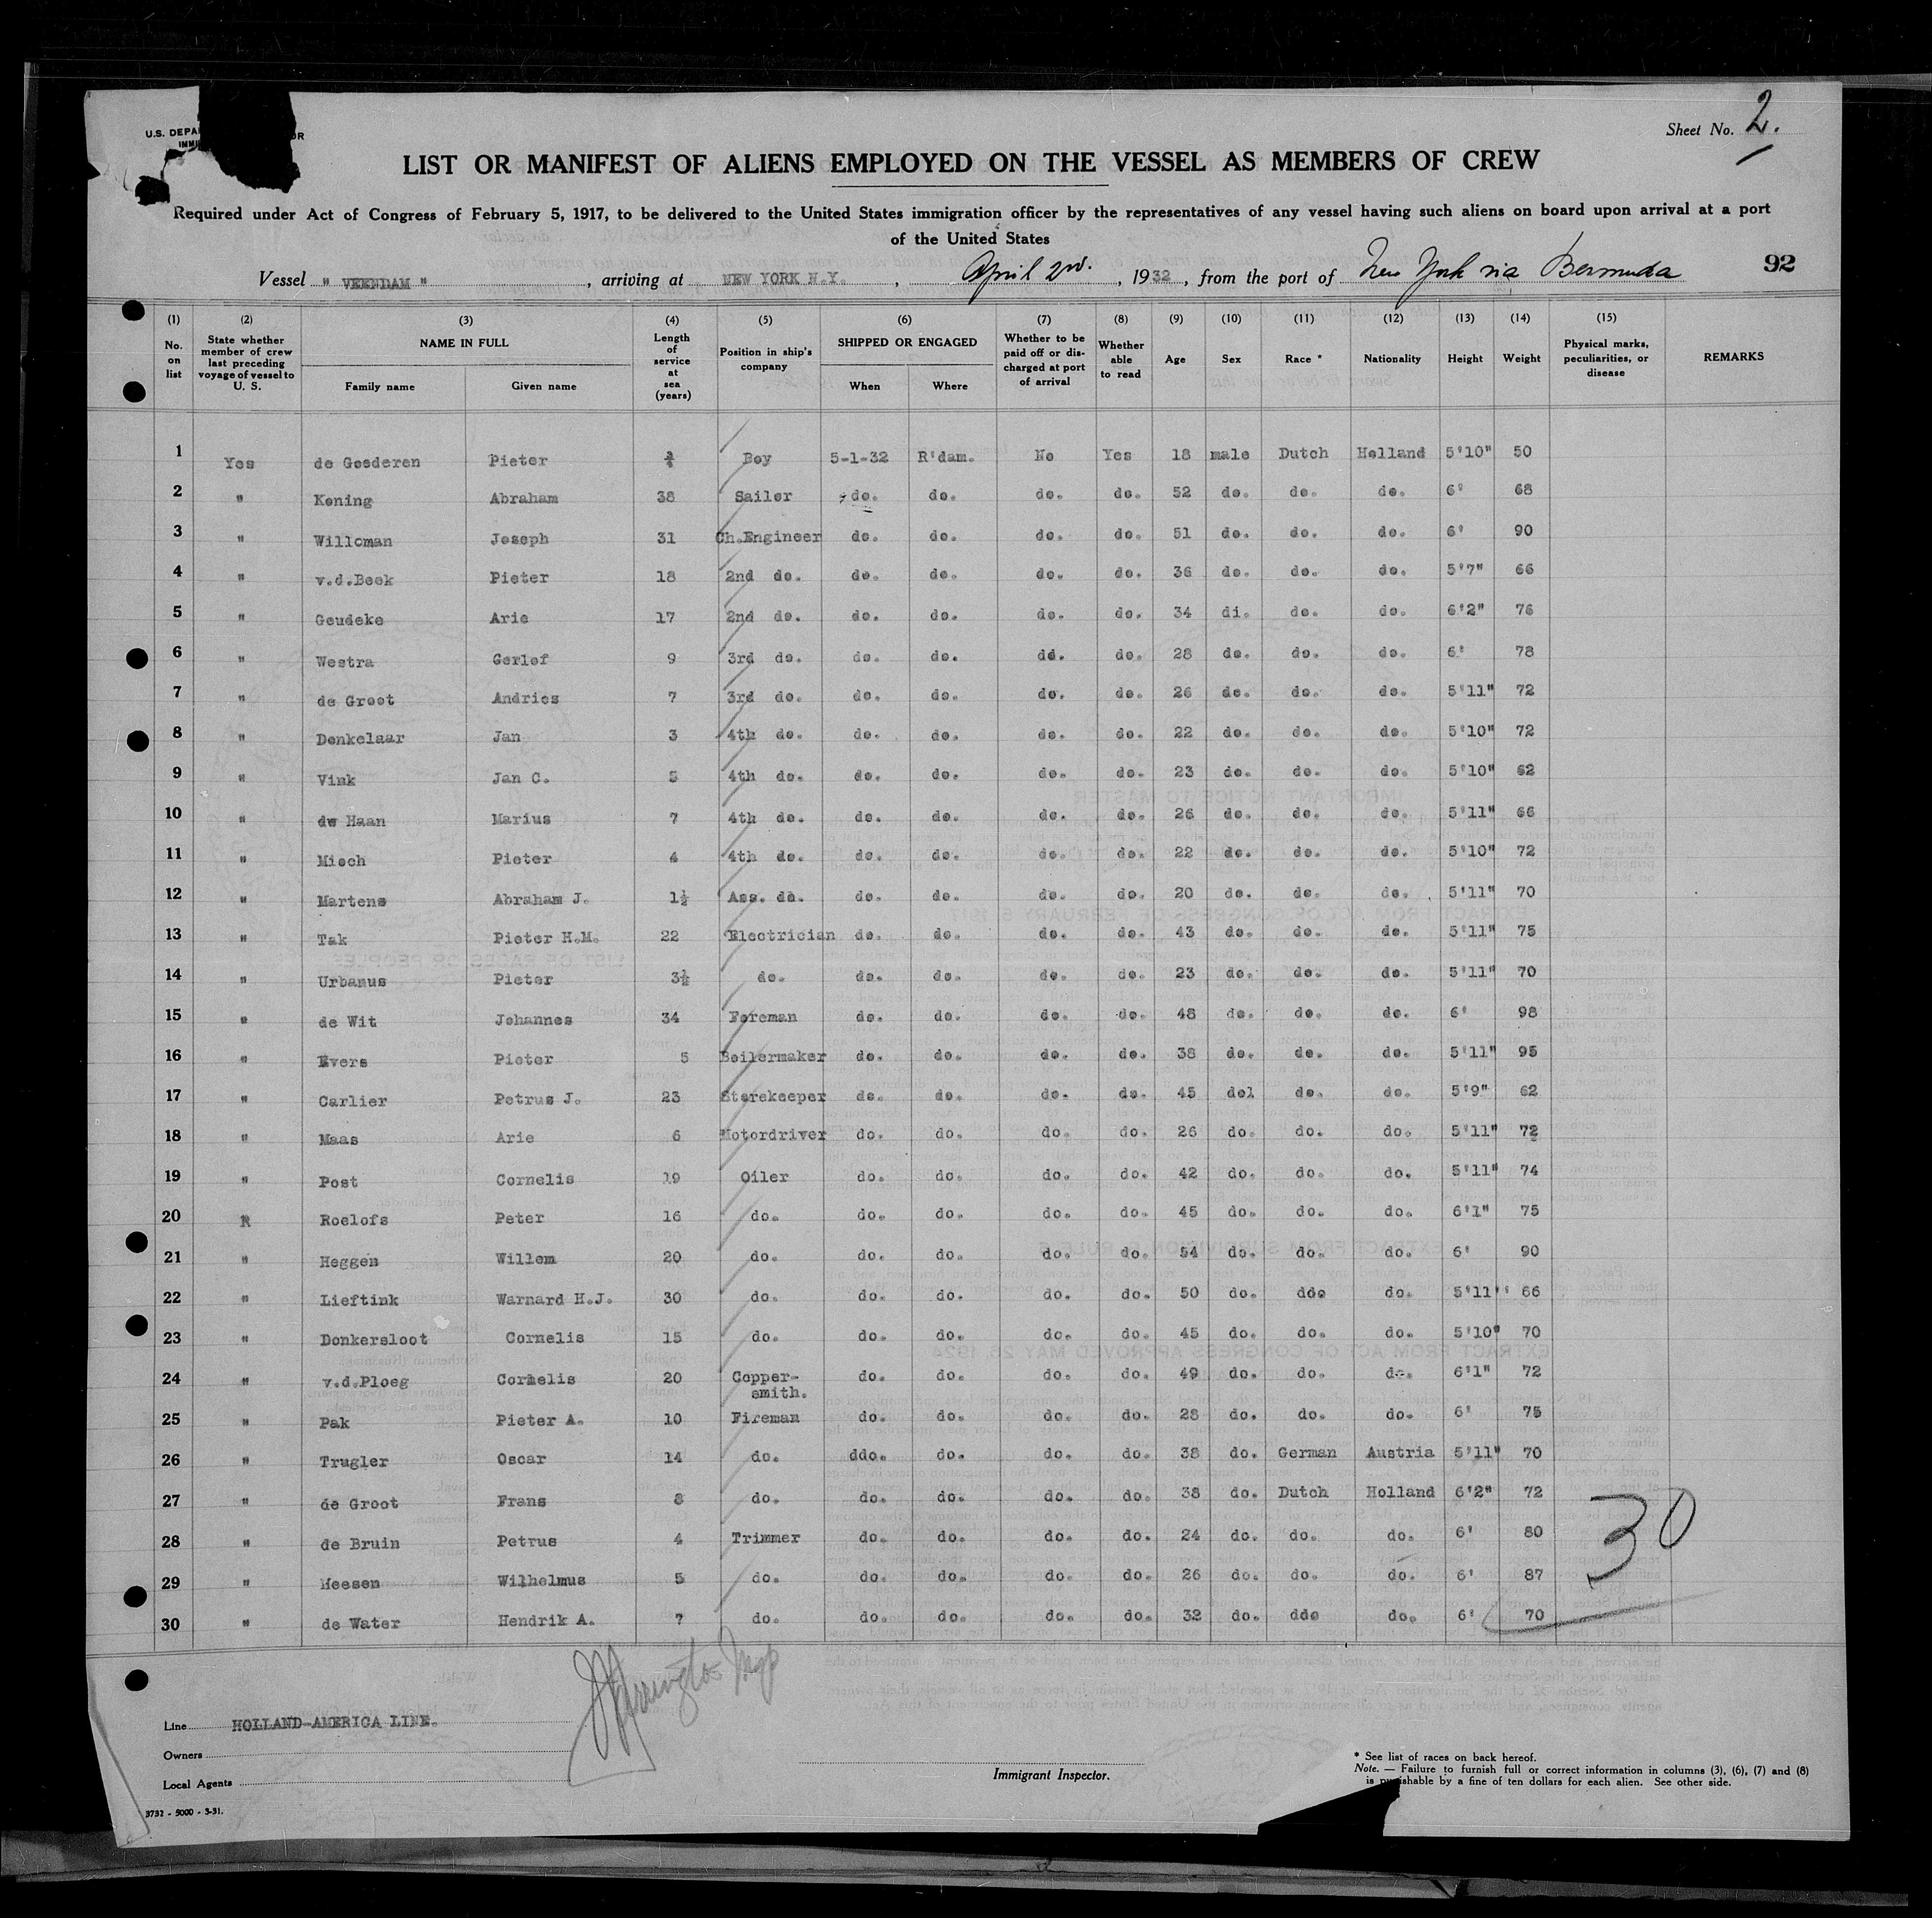 U.S. DEPA
IMMI
OR
Sheet No. 2.
LIST OR MANIFEST OF ALIENS EMPLOYED ON THE VESSEL AS MEMBERS OF CREW
Required under Act of Congress of February 5, 1917, to be delivered to the United States immigration officer by the representatives of any vessel having such aliens on board upon arrival at a port
of the United States
Vessel " VEENDAM " , arriving at NEW YORK N.Y. , April 2nd. , 1932 , from the port of New York via Bermuda 92
(1) No. on list (2) State whether member of crew last preceding voyage of vessel to U. S. (3) NAME IN FULL Family name Given name (4) Length of service at sea (years) (5) Position in ship's company (6) SHIPPED OR ENGAGED When Where (7) Whether to be paid off or discharged at port of arrival (8) Whether able to read (9) Age (10) Sex (11) Race * (12) Nationality (13) Height (14) Weight (15) Physical marks, peculiarities, or disease REMARKS
1 Yes de Goederen Pieter Boy 5-1-32 R'dam. No Yes 18 male Dutch Holland 5'10" 50
2 " Koning Abraham 38 Sailor do. do. do. do. 52 do. do. do. 6' 68
3 " Willoman Joseph 31 Ch.Engineer do. do. do. do. 51 do. do. do. 6' 90
4 " v.d.Beek Pieter 18 2nd do. do. do. do. do. 36 do. do. do. 5'7" 66
5 " Goudeke Arie 17 2nd do. do. do. do. do. 34 di. do. do. 6'2" 76
6 " Westra Gerlof 9 3rd do. do. do. dd. do. 28 do. do. do. 6' 78
7 " de Groot Andries 7 3rd do. do. do. do. do. 26 do. do. do. 5'11" 72
8 " Donkelaar Jan 3 4th do. do. do. do. do. 22 do. do. do. 5'10" 72
9 " Vink Jan C. 5 4th do. do. do. do. do. 23 do. do. do. 5'10" 62
10 " dw Haan Marius 7 4th do. do. do. do. do. 26 do. do. do. 5'11" 66
11 " Misch Pieter 4 4th do. do. do. do. do. 22 do. do. do. 5'10" 72
12 " Martens Abraham J. 1½ Ass. do. do. do. do. do. 20 do. do. do. 5'11" 70
13 " Tak Pieter H.M. 22 Electrician do. do. do. do. 43 do. do. do. 5'11" 75
14 " Urbanus Pieter 3½ do. do. do. do. do. 23 do. do. do. 5'11" 70
15 " de Wit Johannes 34 Foreman do. do. do. do. 48 do. do. do. 6' 98
16 " Evers Pieter 5 Boilermaker do. do. do. do. 38 do. do. do. 5'11" 95
17 " Carlier Petrus J. 23 Storekeeper do. do. do. do. 45 dol do. do. 5'9" 62
18 " Maas Arie 6 Motordriver do. do. do. do. 26 do. do. do. 5'11" 72
19 " Post Cornelis 19 Oiler do. do. do. do. 42 do. do. do. 5'11" 74
20 Roelofs Peter 16 do. do. do. do. do. 45 do. do. do. 6'1" 75
21 " Heggen Willem 20 do. do. do. do. do. 54 do. do. do. 6' 90
22 " Lieftink Warnard H.J. 30 do. do. do. do. do. 50 do. ddo do. 5'11" 66
23 " Donkersloot Cornelis 15 do. do. do. do. do. 45 do. do. do. 5'10" 70
24 " v.d.Ploeg Cornelis 20 Copper- do. do. do. do. 49 do. do. do. 6'1" 72
smith.
25 " Pak Pieter A. 10 Fireman do. do. do. do. 28 do. do. do. 6' 75
26 " Trugler Oscar 14 do. ddo. do. do. do. 38 do. German Austria 5'11" 70
27 " de Groot Frans 8 do. do. do. do. do. 38 do. Dutch Holland 6'2" 72
28 " de Bruin Petrus 4 Trimmer do. do. do. do. 24 do. do. do. 6' 80
29 " Heesen Wilhelmus 5 do. do. do. do. do. 26 do. do. do. 6' 87
30 " de Water Hendrik A. 7 do. do. do. do. do. 32 do. ddo do. 6' 70
30
Line HOLLAND-AMERICA LINE.
Owners
Local Agents
Immigrant Inspector.
* See list of races on back hereof.
Note. — Failure to furnish full or correct information in columns (3), (6), (7) and (8)
is punishable by a fine of ten dollars for each alien. See other side.
3732 - 5000 - 3-31.